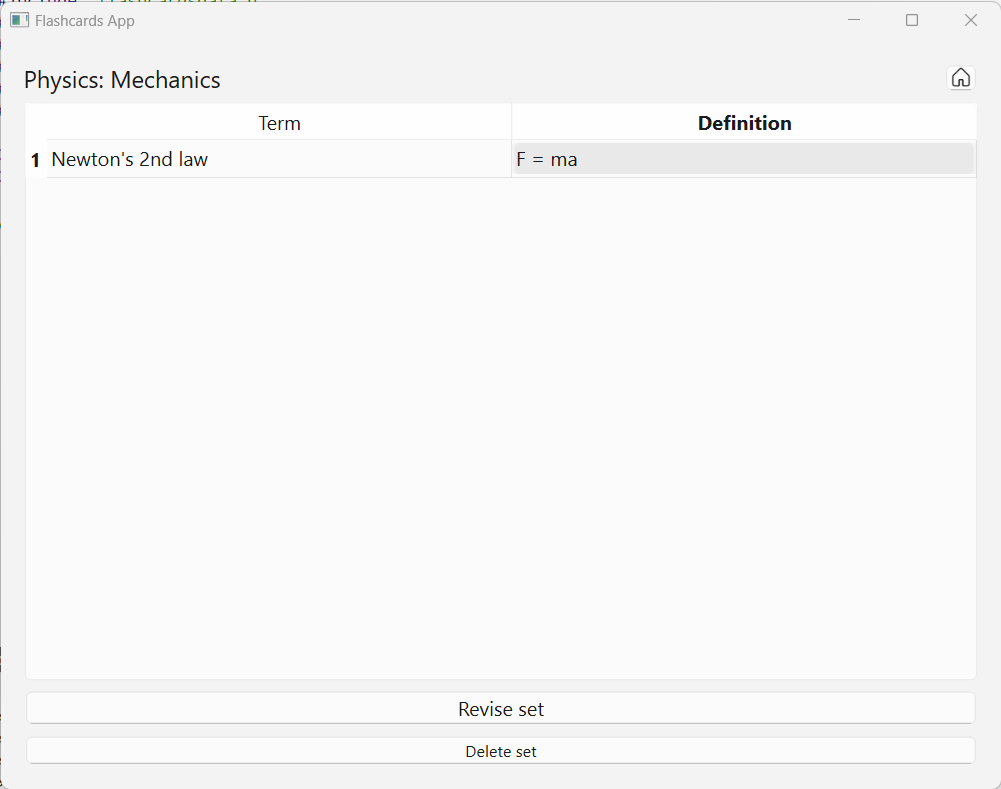 Flashcards App
Physics: Mechanics
Term Definition
1 Newton's 2nd law F = ma
Revise set
Delete set